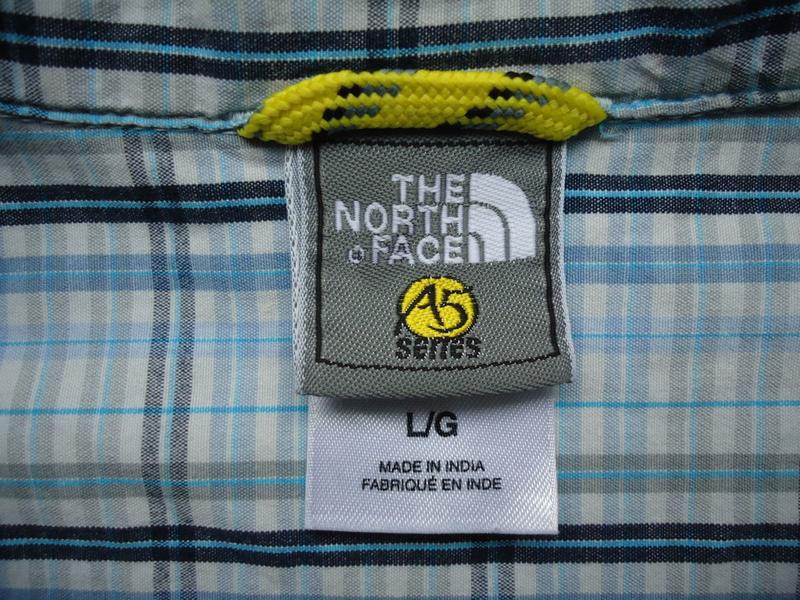 THE
NORTH
FACE
A5
series
L/G
MADE IN INDIA
FABRIQUÉ EN INDE